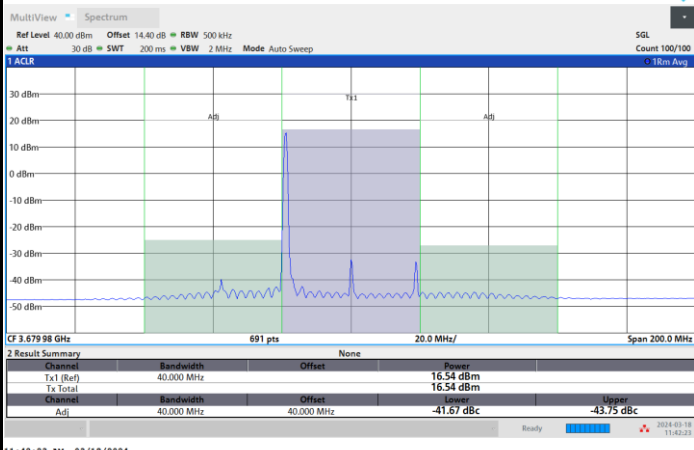 MultiView Spectrum
Ref Level 40.00 dBm Offset 14.40 dB RBW 500 kHz SGL
Att 30 dB SWT 200 ms VBW 2 MHz Mode Auto Sweep Count 100/100
1 ACLR 1Rm Avg
30 dBm
Tx1
20 dBm
Adj Adj
10 dBm
0 dBm
-10 dBm
-20 dBm
-30 dBm
-40 dBm
-50 dBm
CF 3.67998 GHz 691 pts 20.0 MHz/ Span 200.0 MHz
2 Result Summary None
Channel Bandwidth Offset Power
Tx1 (Ref) 40.000 MHz 16.54 dBm
Tx Total 16.54 dBm
Channel Bandwidth Offset Lower Upper
Adj 40.000 MHz 40.000 MHz -41.67 dBc -43.75 dBc
Ready 2024-03-18
11:42:23